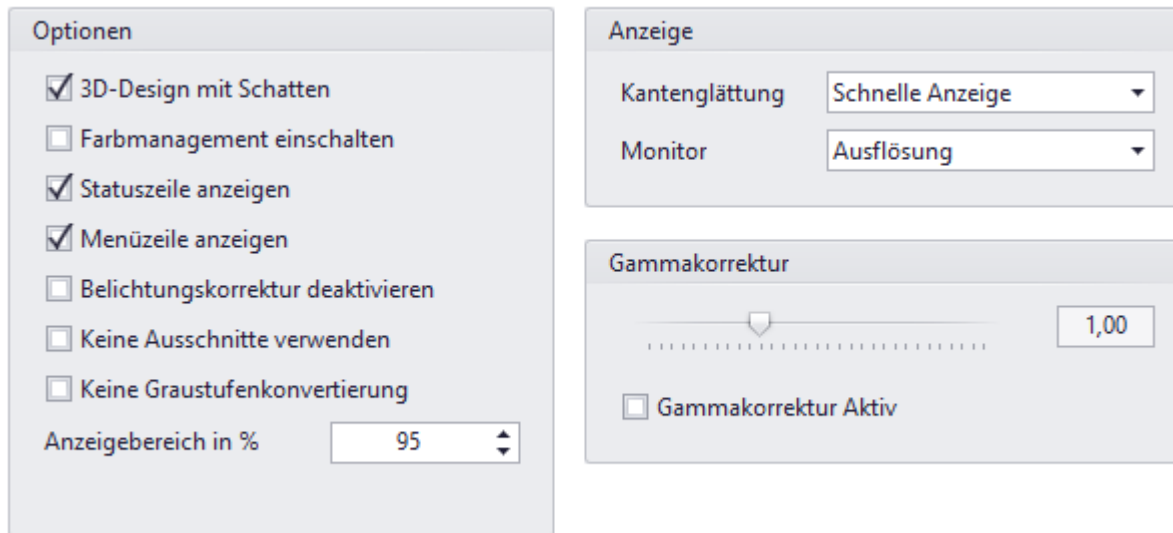 Optionen
3D-Design mit Schatten
Farbmanagement einschalten
Statuszeile anzeigen
Menüzeile anzeigen
Belichtungskorrektur deaktivieren
Keine Ausschnitte verwenden
Keine Graustufenkonvertierung
Anzeigebereich in % 95
Anzeige
Kantenglättung Schnelle Anzeige
Monitor Ausflösung
Gammakorrektur
1,00
Gammakorrektur Aktiv